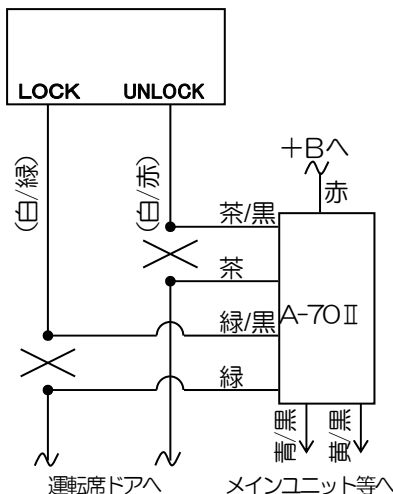 LOCK UNLOCK
(白/緑)
(白/赤)
+Bへ
赤
茶/黒
茶
A-70Ⅱ
緑/黒
緑
青/黒
黄/黒
運転席ドアへ
メインユニット等へ